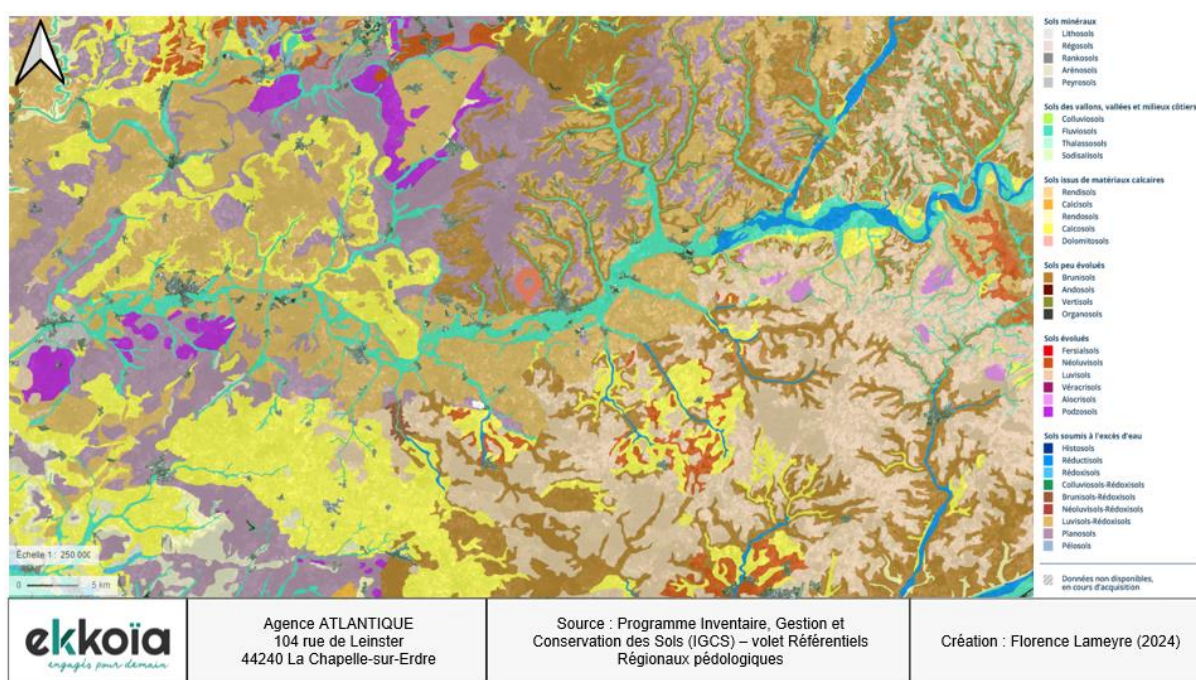 Sols minéraux
Lithosols
Régosols
Rankosols
Arénosols
Peyrosols
Sols des vallons, vallées et milieux côtiers
Colluviosols
Fluviosols
Thalassosols
Sodisalisols
Sols issus de matériaux calcaires
Rendisols
Calcisols
Rendosols
Calcosols
Dolomitosols
Sols peu évolués
Brunisols
Andosols
Vertisols
Organosols
Sols évolués
Fersialsols
Néoluvisols
Luvisols
Véracrisols
Alocrisols
Podzosols
Sols soumis à l'excès d'eau
Histosols
Réductisols
Rédoxisols
Colluviosols-Rédoxisols
Brunisols-Rédoxisols
Néoluvisols-Rédoxisols
Luvisols-Rédoxisols
Planosols
Pélosols
Données non disponibles,
en cours d'acquisition
Échelle 1 : 250 000
0 5 km
ekkoïa
engagés pour demain
Agence ATLANTIQUE
104 rue de Leinster
44240 La Chapelle-sur-Erdre
Source : Programme Inventaire, Gestion et
Conservation des Sols (IGCS) – volet Référentiels
Régionaux pédologiques
Création : Florence Lameyre (2024)